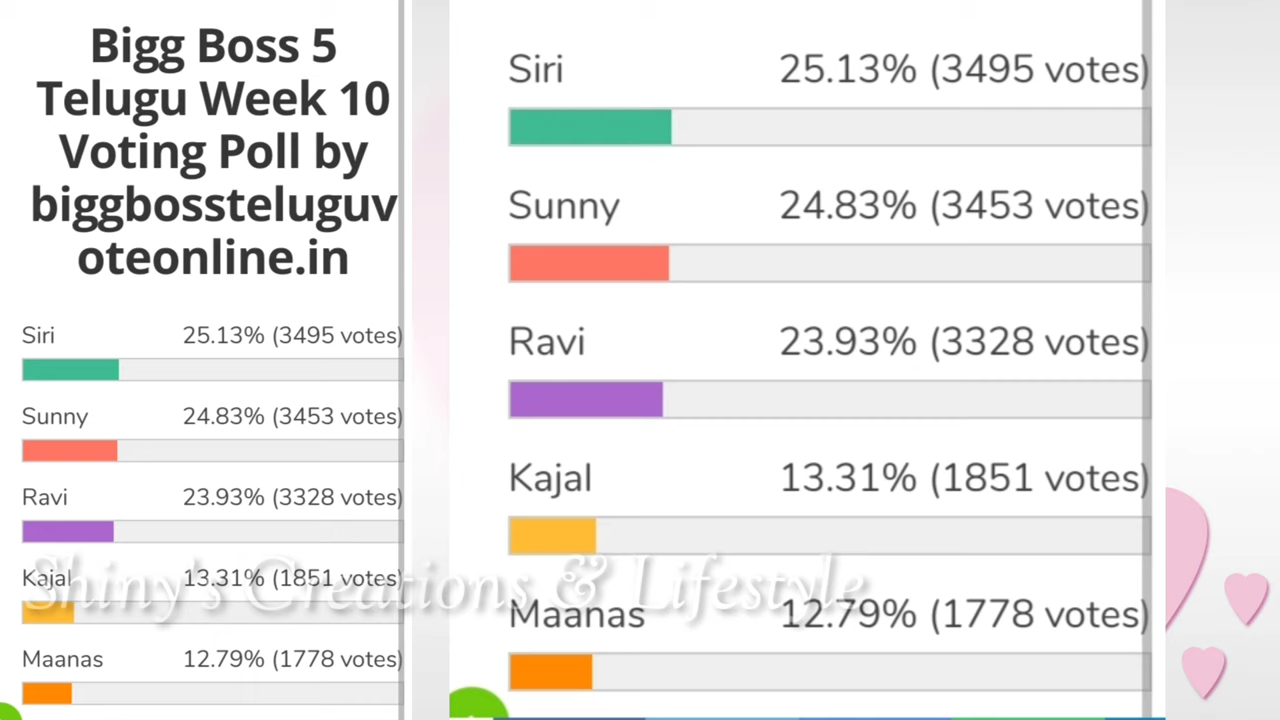 Bigg Boss 5
Telugu Week 10
Voting Poll by
biggbossteluguv
oteonline.in
Siri 25.13% (3495 votes)
Sunny 24.83% (3453 votes)
Ravi 23.93% (3328 votes)
Kajal 13.31% (1851 votes)
Maanas 12.79% (1778 votes)
Siri 25.13% (3495 votes)
Sunny 24.83% (3453 votes)
Ravi 23.93% (3328 votes)
Kajal 13.31% (1851 votes)
Maanas 12.79% (1778 votes)
Shiny's Creations & Lifestyle